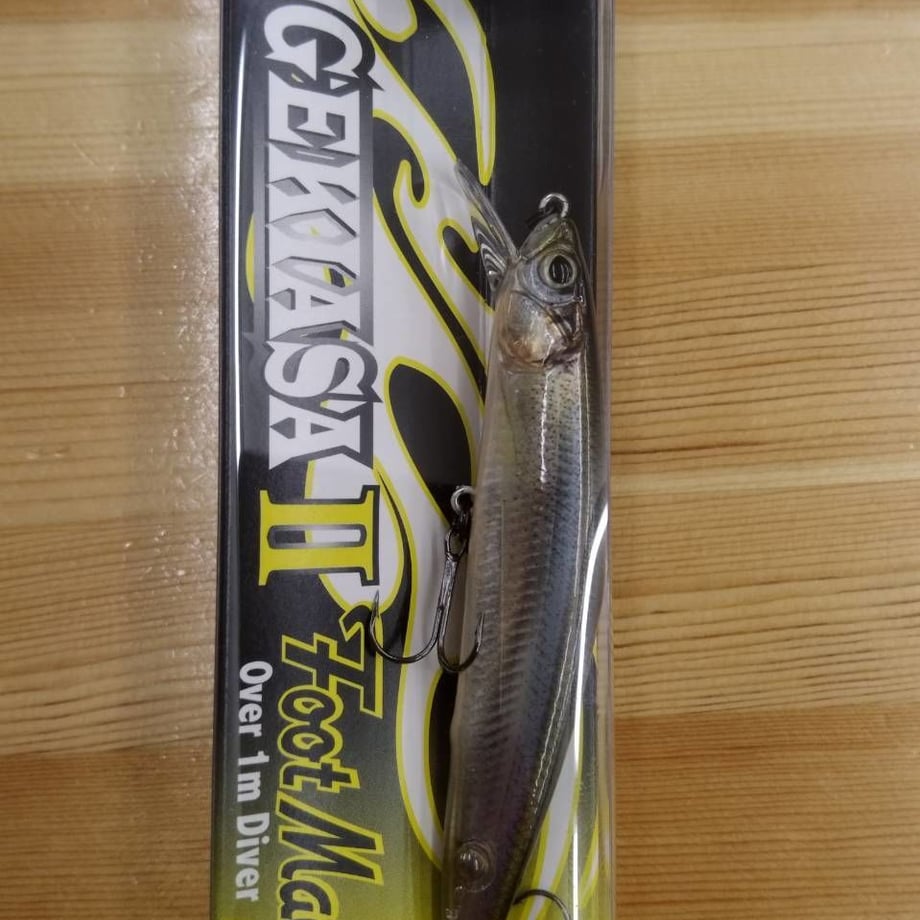 GEKIASA II
Foot Ma
Over 1m Diver